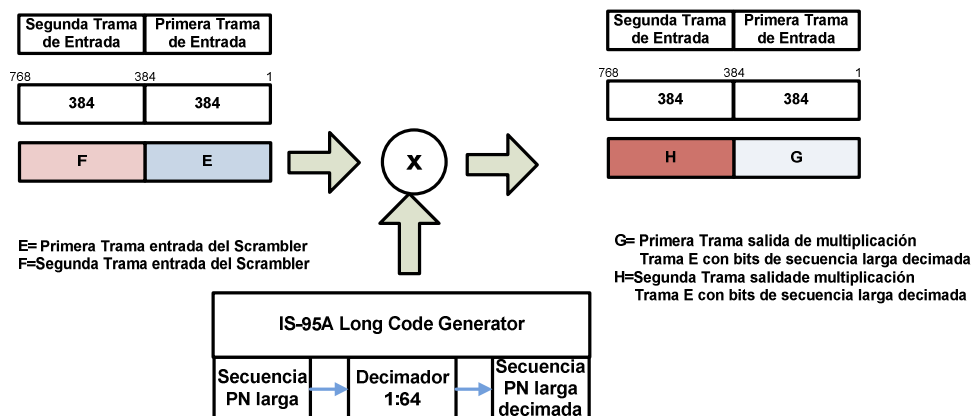 Segunda Trama
de Entrada
Primera Trama
de Entrada
768
384
1
384
384
F
E
E= Primera Trama entrada del Scrambler
F=Segunda Trama entrada del Scrambler
X
Segunda Trama
de Entrada
Primera Trama
de Entrada
768
384
1
384
384
H
G
G= Primera Trama salida de multiplicación
Trama E con bits de secuencia larga decimada
H=Segunda Trama salidade multiplicación
Trama E con bits de secuencia larga decimada
IS-95A Long Code Generator
Secuencia
PN larga
Decimador
1:64
Secuencia
PN larga
decimada